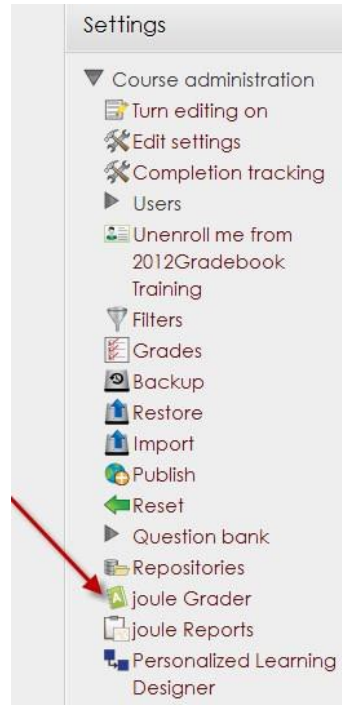 Settings
Course administration
Turn editing on
Edit settings
Completion tracking
Users
Unenroll me from
2012Gradebook
Training
Filters
Grades
Backup
Restore
Import
Publish
Reset
Question bank
Repositories
joule Grader
joule Reports
Personalized Learning
Designer